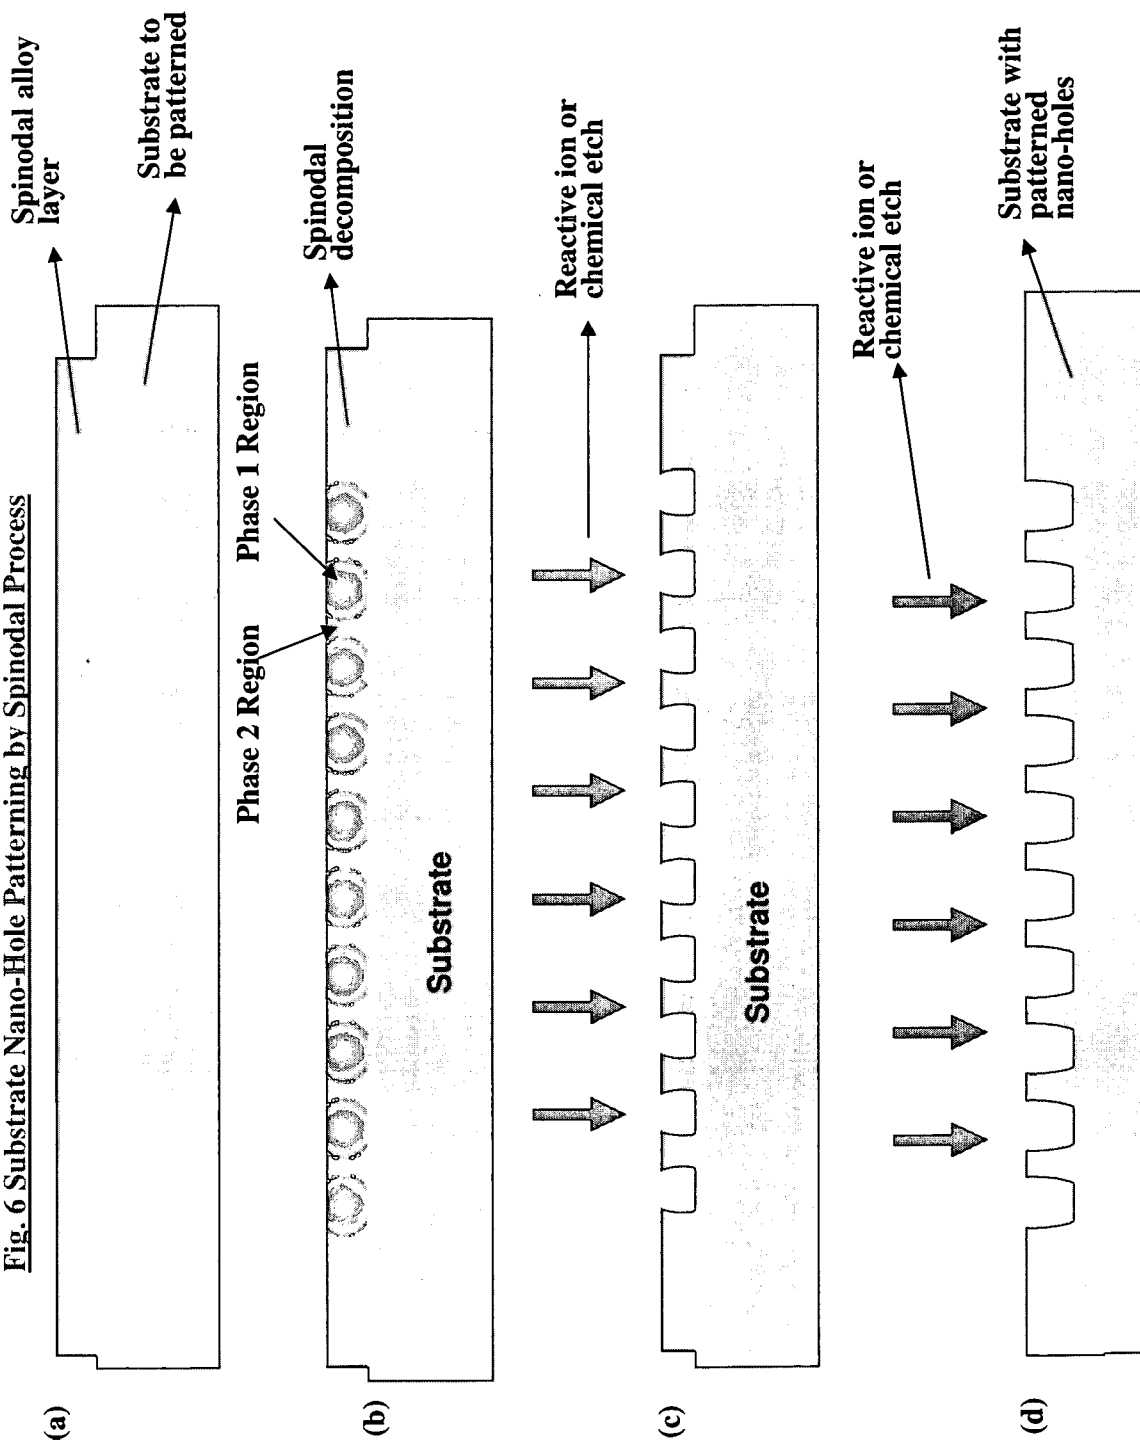 Fig. 6 Substrate Nano-Hole Patterning by Spinodal Process
(a)
Spinodal alloy
layer
Substrate to
be patterned
Phase 2 Region
Phase 1 Region
(b)
Spinodal
decomposition
Substrate
Reactive ion or
chemical etch
(c)
Substrate
Reactive ion or
chemical etch
(d)
Substrate with
patterned
nano-holes